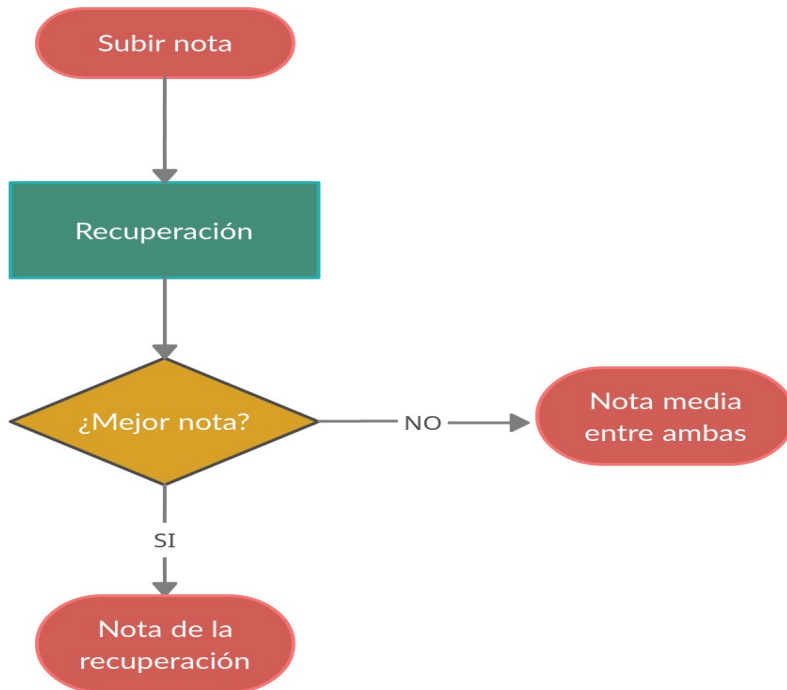 Subir nota
Recuperación
¿Mejor nota?
NO
Nota media
entre ambas
SI
Nota de la
recuperación